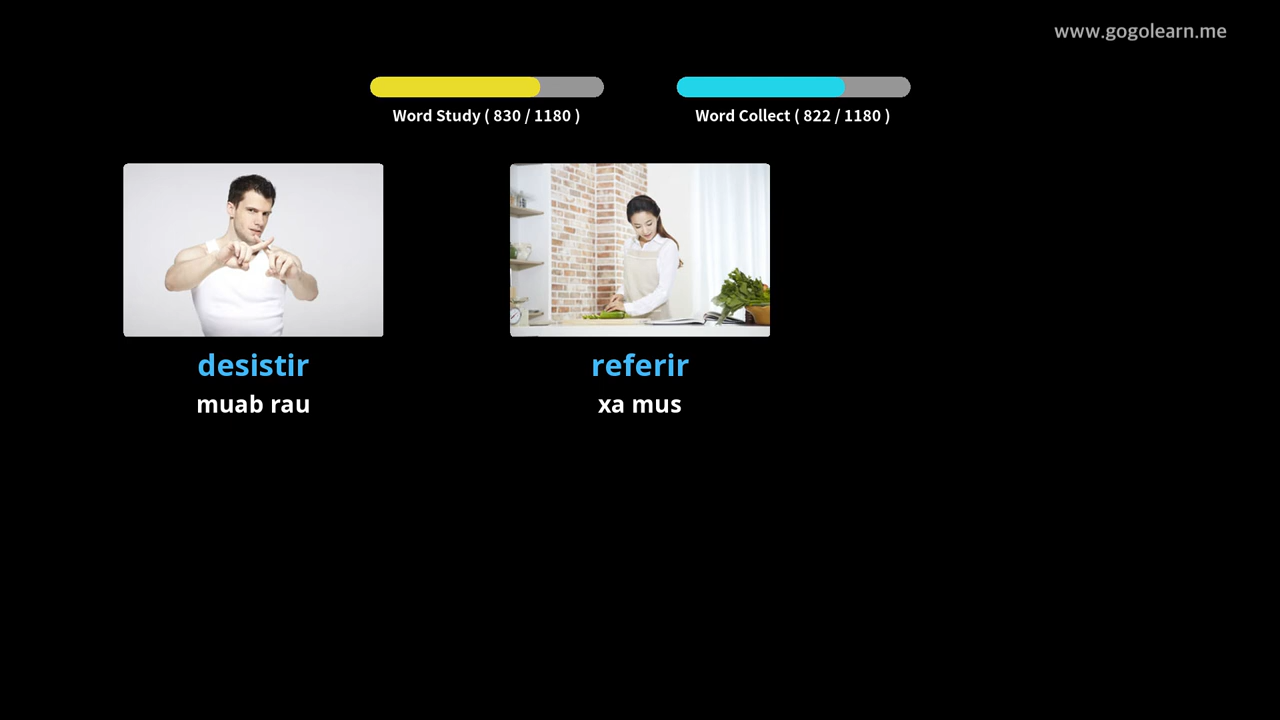 www.gogolearn.me
Word Study ( 830 / 1180 )
Word Collect ( 822 / 1180 )
desistir
muab rau
referir
xa mus